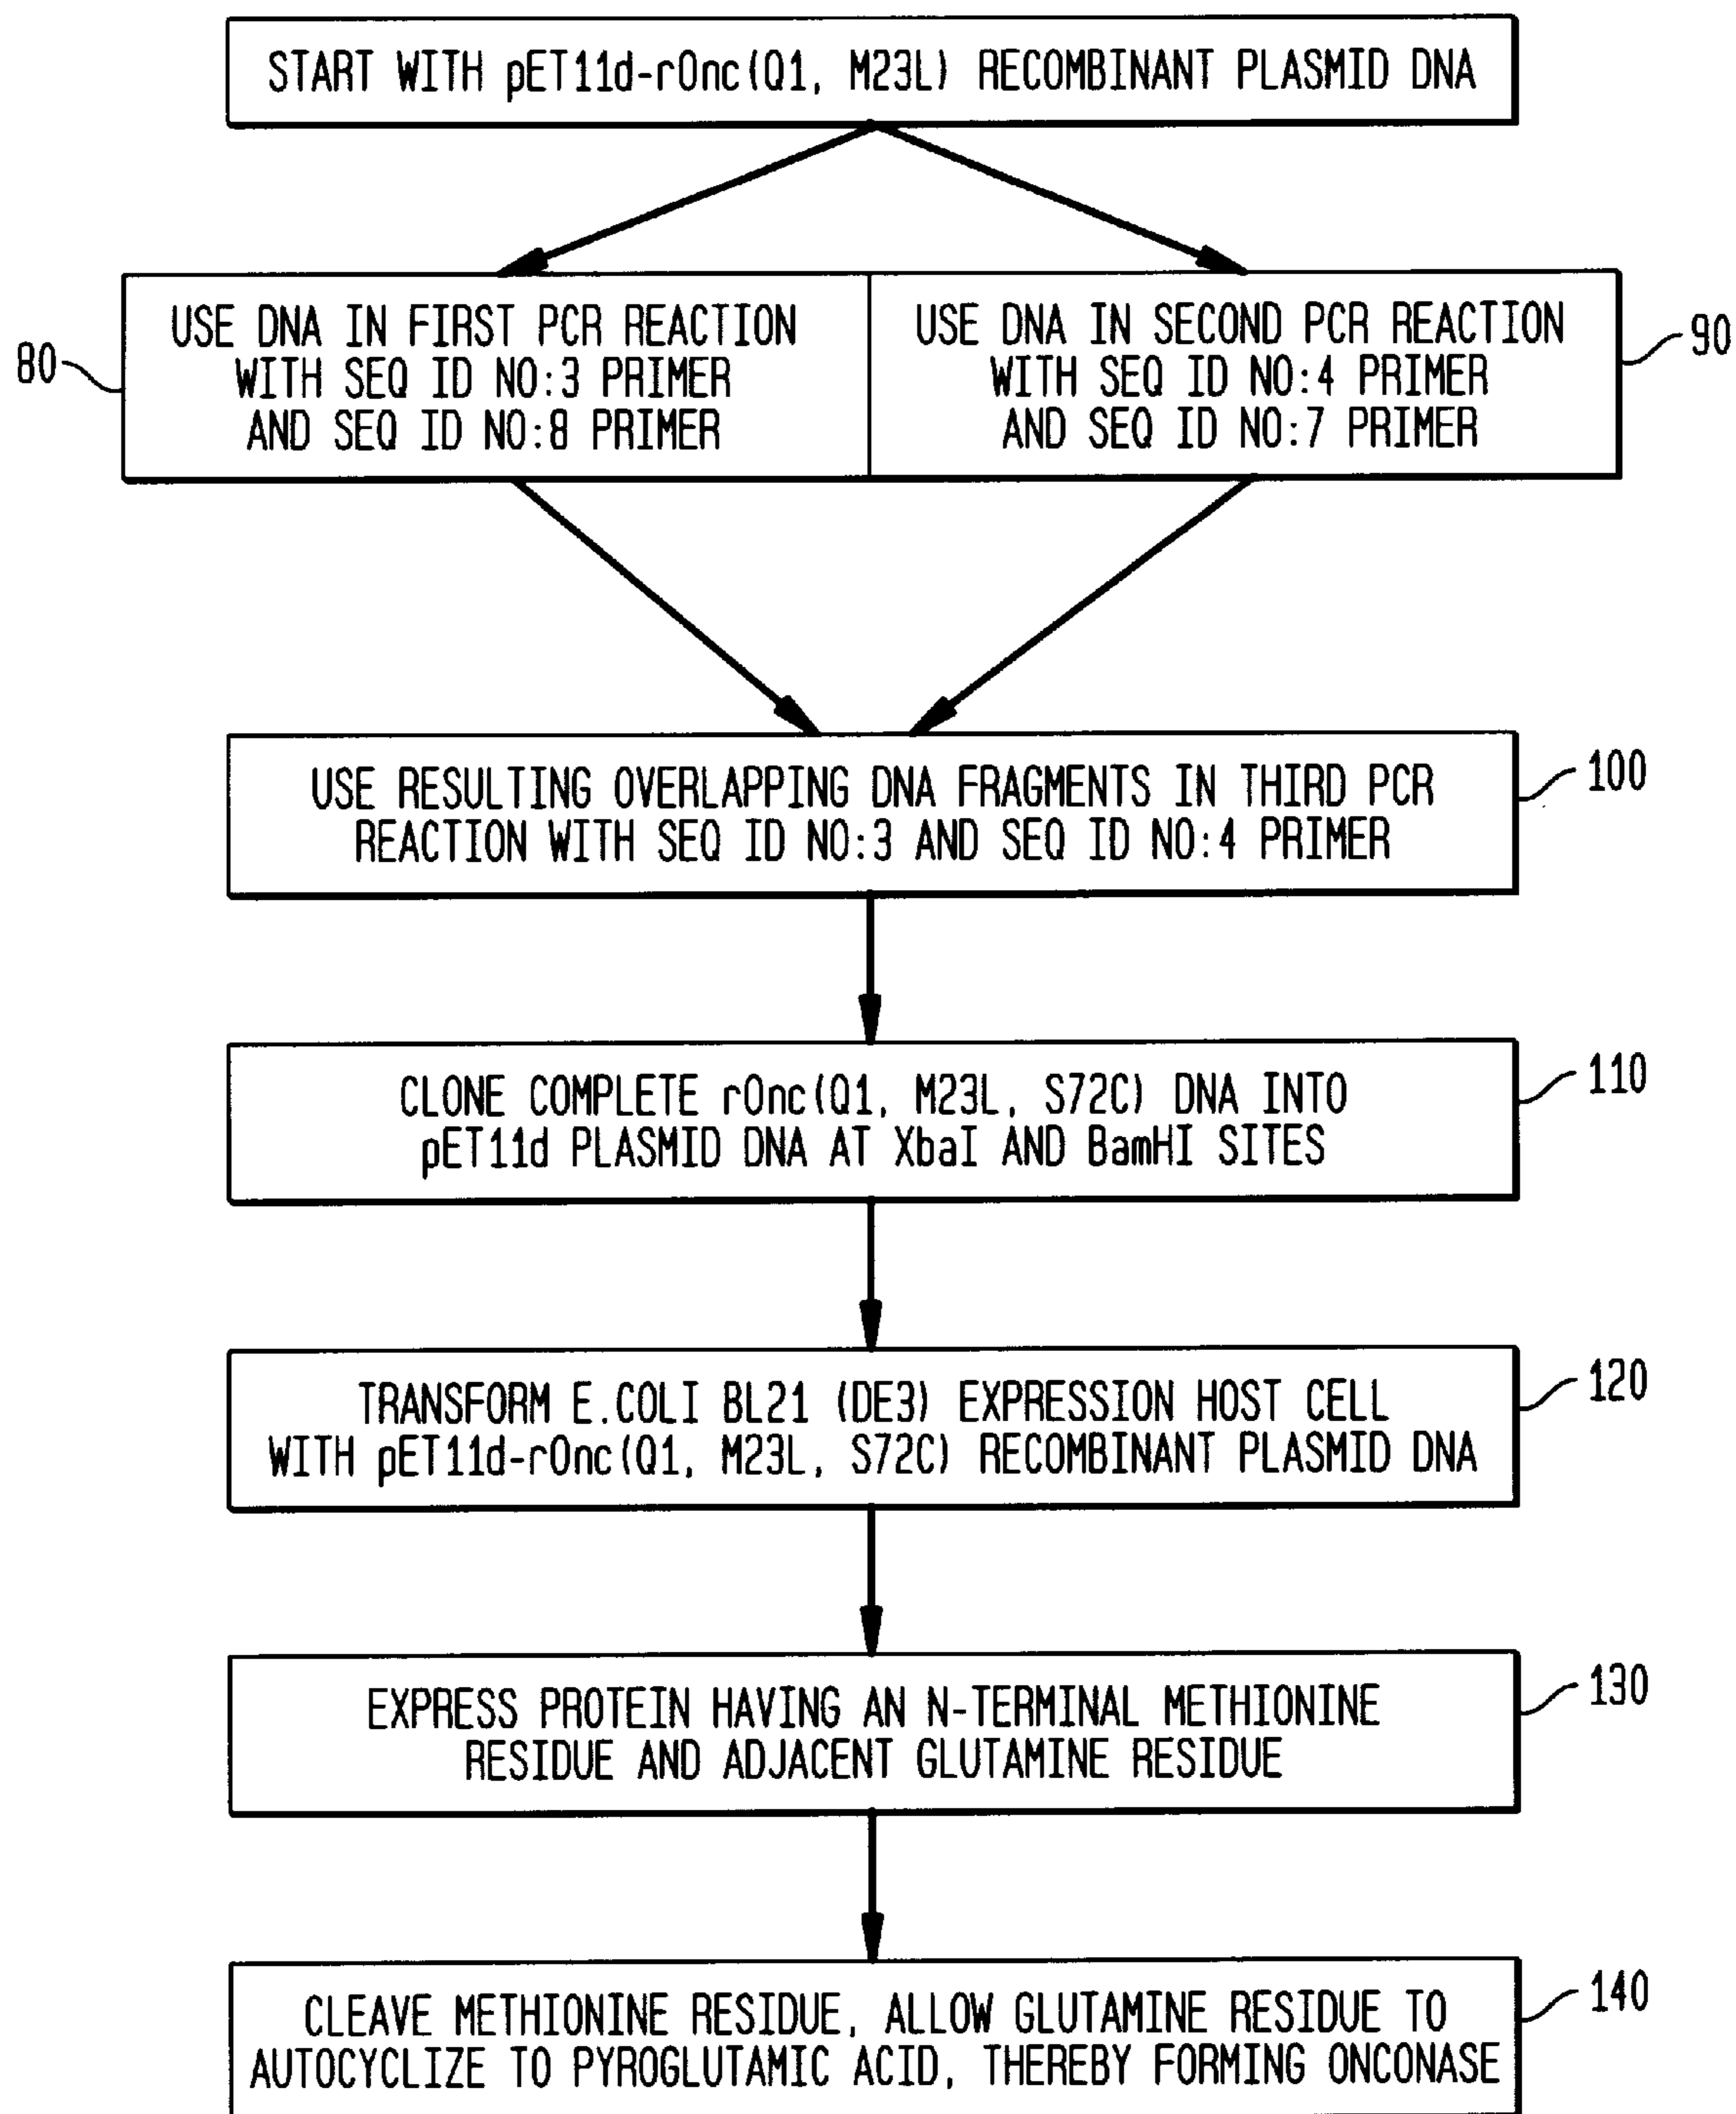 START WITH pET11d-rOnc(Q1, M23L) RECOMBINANT PLASMID DNA
80
USE DNA IN FIRST PCR REACTION
WITH SEQ ID NO:3 PRIMER
AND SEQ ID NO:8 PRIMER
USE DNA IN SECOND PCR REACTION
WITH SEQ ID NO:4 PRIMER
AND SEQ ID NO:7 PRIMER
90
USE RESULTING OVERLAPPING DNA FRAGMENTS IN THIRD PCR
REACTION WITH SEQ ID NO:3 AND SEQ ID NO:4 PRIMER
100
CLONE COMPLETE rOnc(Q1, M23L, S72C) DNA INTO
pET11d PLASMID DNA AT XbaI AND BamHI SITES
110
TRANSFORM E.COLI BL21 (DE3) EXPRESSION HOST CELL
WITH pET11d-rOnc(Q1, M23L, S72C) RECOMBINANT PLASMID DNA
120
EXPRESS PROTEIN HAVING AN N-TERMINAL METHIONINE
RESIDUE AND ADJACENT GLUTAMINE RESIDUE
130
CLEAVE METHIONINE RESIDUE, ALLOW GLUTAMINE RESIDUE TO
AUTOCYCLIZE TO PYROGLUTAMIC ACID, THEREBY FORMING ONCONASE
140